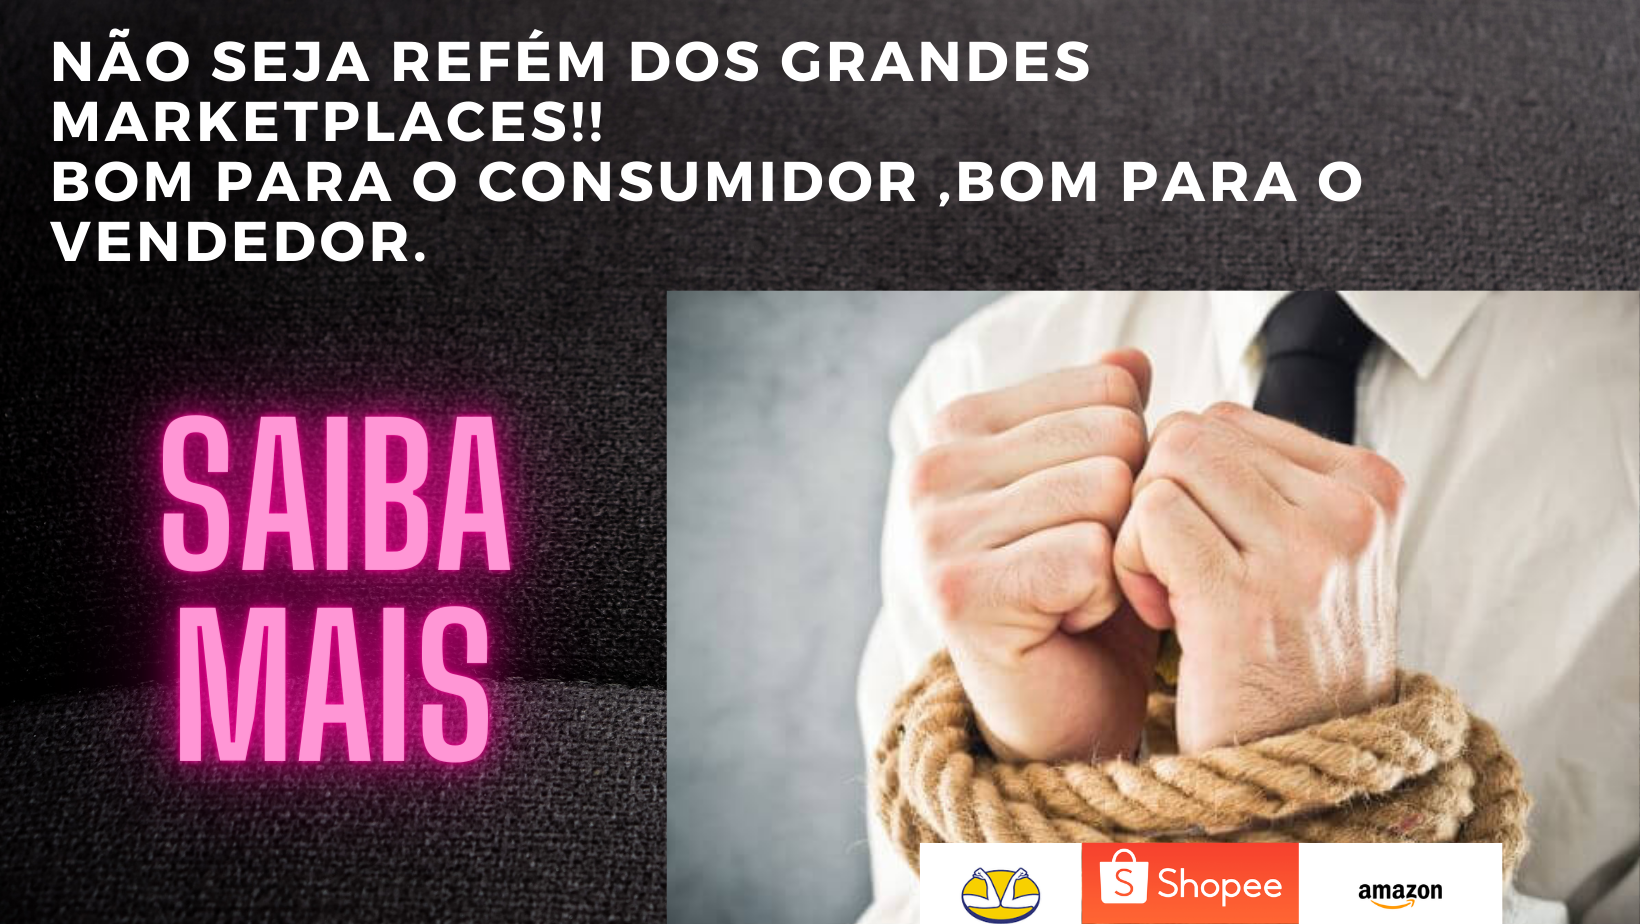 NÃO SEJA REFÉM DOS GRANDES
MARKETPLACES!!
BOM PARA O CONSUMIDOR ,BOM PARA O
VENDEDOR.
SAIBA
MAIS
S Shopee
amazon